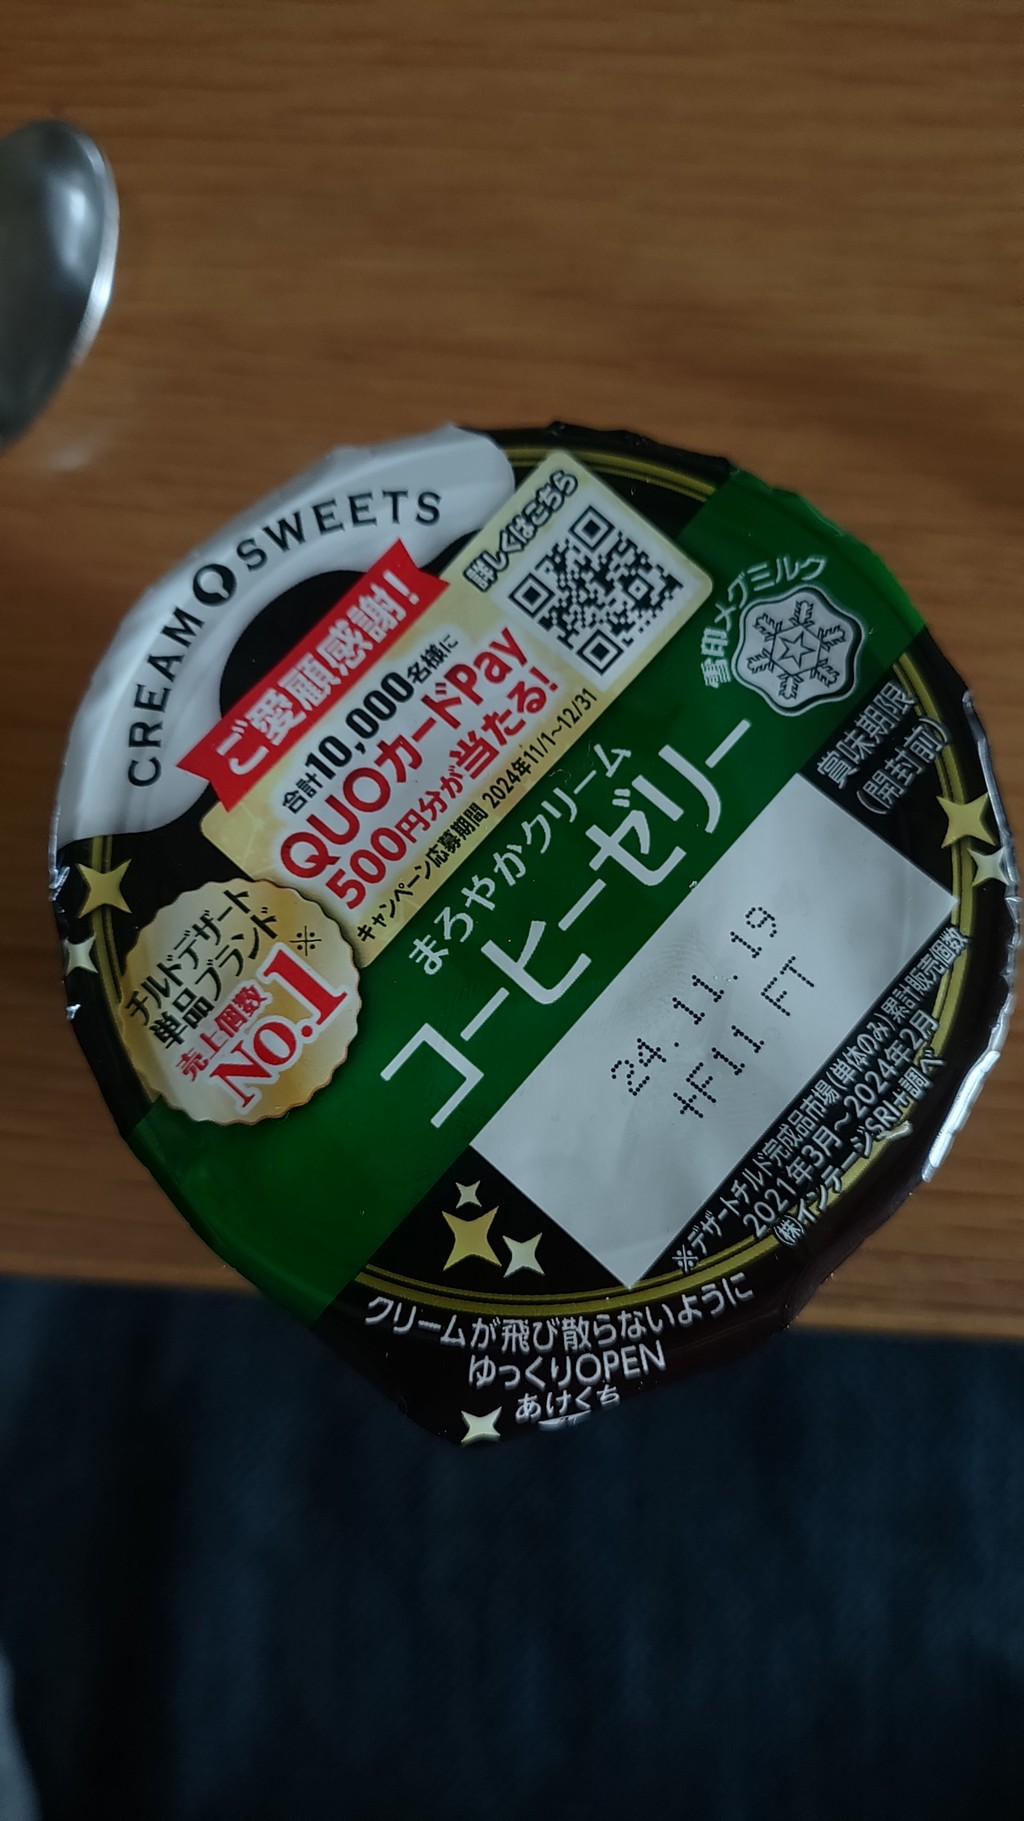 CREAM SWEETS
詳しくはこちら
ご愛顧感謝!!
合計10,000名様に
QUOカードPay
500円分が当たる!
キャンペーン応募期間 2024年11/1~12/31
雪印メグミルク
まろやかクリーム
コーヒーゼリー
チルドデザート
単品ブランド※
売上個数
No.1
賞味期限
(開封前)
24.11.19
+F11 FT
※デザートチルド完成品市場(単体のみ)累計販売個数
2021年3月~2024年2月
(株)インテージSRI+調べ
クリームが飛び散らないように
ゆっくりOPEN
あけくち